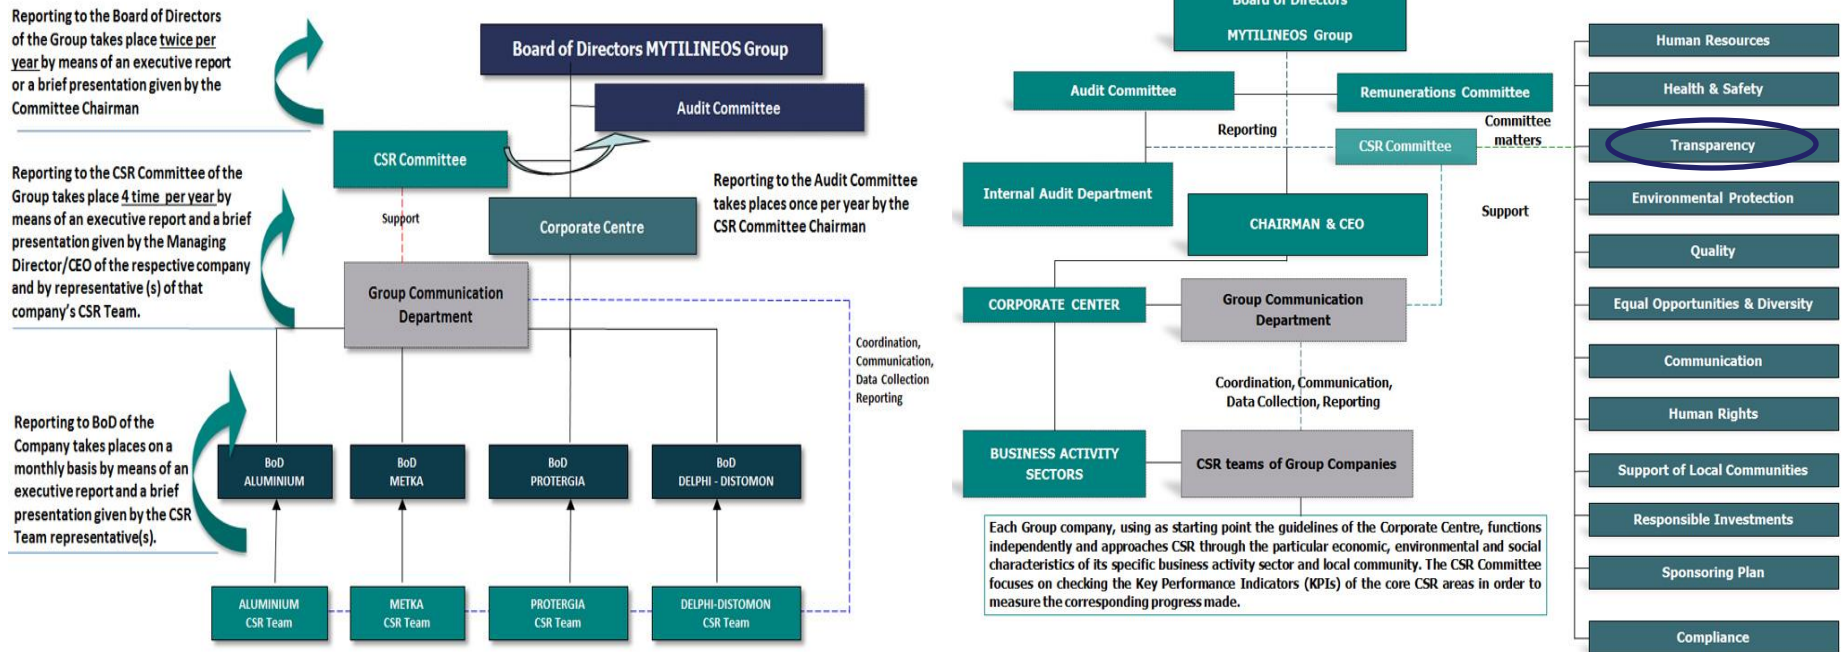 Reporting to the Board of Directors
of the Group takes place twice per
year by means of an executive report
or a brief presentation given by the
Committee Chairman
Board of Directors MYTILINEOS Group
Audit Committee
CSR Committee
Reporting to the CSR Committee of the
Group takes place 4 time per year by
means of an executive report and a brief
presentation given by the Managing
Director/CEO of the respective company
and by representative (s) of that
company's CSR Team.
Support
Corporate Centre
Reporting to the Audit Committee
takes places once per year by the
CSR Committee Chairman
Group Communication
Department
Coordination,
Communication,
Data Collection
Reporting
Reporting to BoD of the
Company takes places on a
monthly basis by means of an
executive report and a brief
presentation given by the CSR
Team representative(s).
BoD
ALUMINIUM
BoD
METKA
BoD
PROTERGIA
BoD
DELPHI - DISTOMON
ALUMINIUM
CSR Team
METKA
CSR Team
PROTERGIA
CSR Team
DELPHI-DISTOMON
CSR Team
Board of Directors
MYTILINEOS Group
Audit Committee
Remunerations Committee
Reporting
CSR Committee
Committee
matters
Internal Audit Department
CHAIRMAN & CEO
Support
CORPORATE CENTER
Group Communication
Department
Coordination, Communication,
Data Collection, Reporting
BUSINESS ACTIVITY
SECTORS
CSR teams of Group Companies
Each Group company, using as starting point the guidelines of the Corporate Centre, functions
independently and approaches CSR through the particular economic, environmental and social
characteristics of its specific business activity sector and local community. The CSR Committee
focuses on checking the Key Performance Indicators (KPIs) of the core CSR areas in order to
measure the corresponding progress made.
Human Resources
Health & Safety
Transparency
Environmental Protection
Quality
Equal Opportunities & Diversity
Communication
Human Rights
Support of Local Communities
Responsible Investments
Sponsoring Plan
Compliance